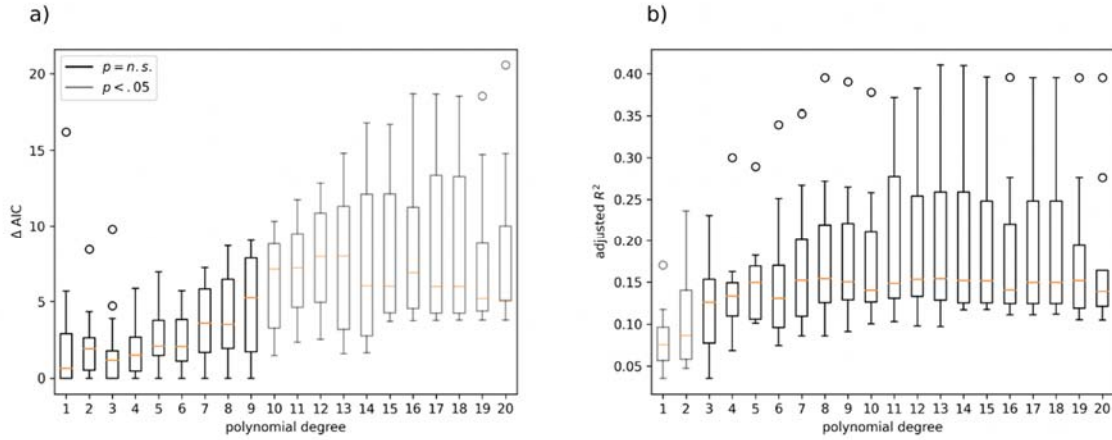 a)
b)
p = n.s.
p < .05
20
15
10
5
0
Δ AIC
1 2 3 4 5 6 7 8 9 10 11 12 13 14 15 16 17 18 19 20
polynomial degree
0.40
0.35
0.30
0.25
0.20
0.15
0.10
0.05
adjusted R²
1 2 3 4 5 6 7 8 9 10 11 12 13 14 15 16 17 18 19 20
polynomial degree